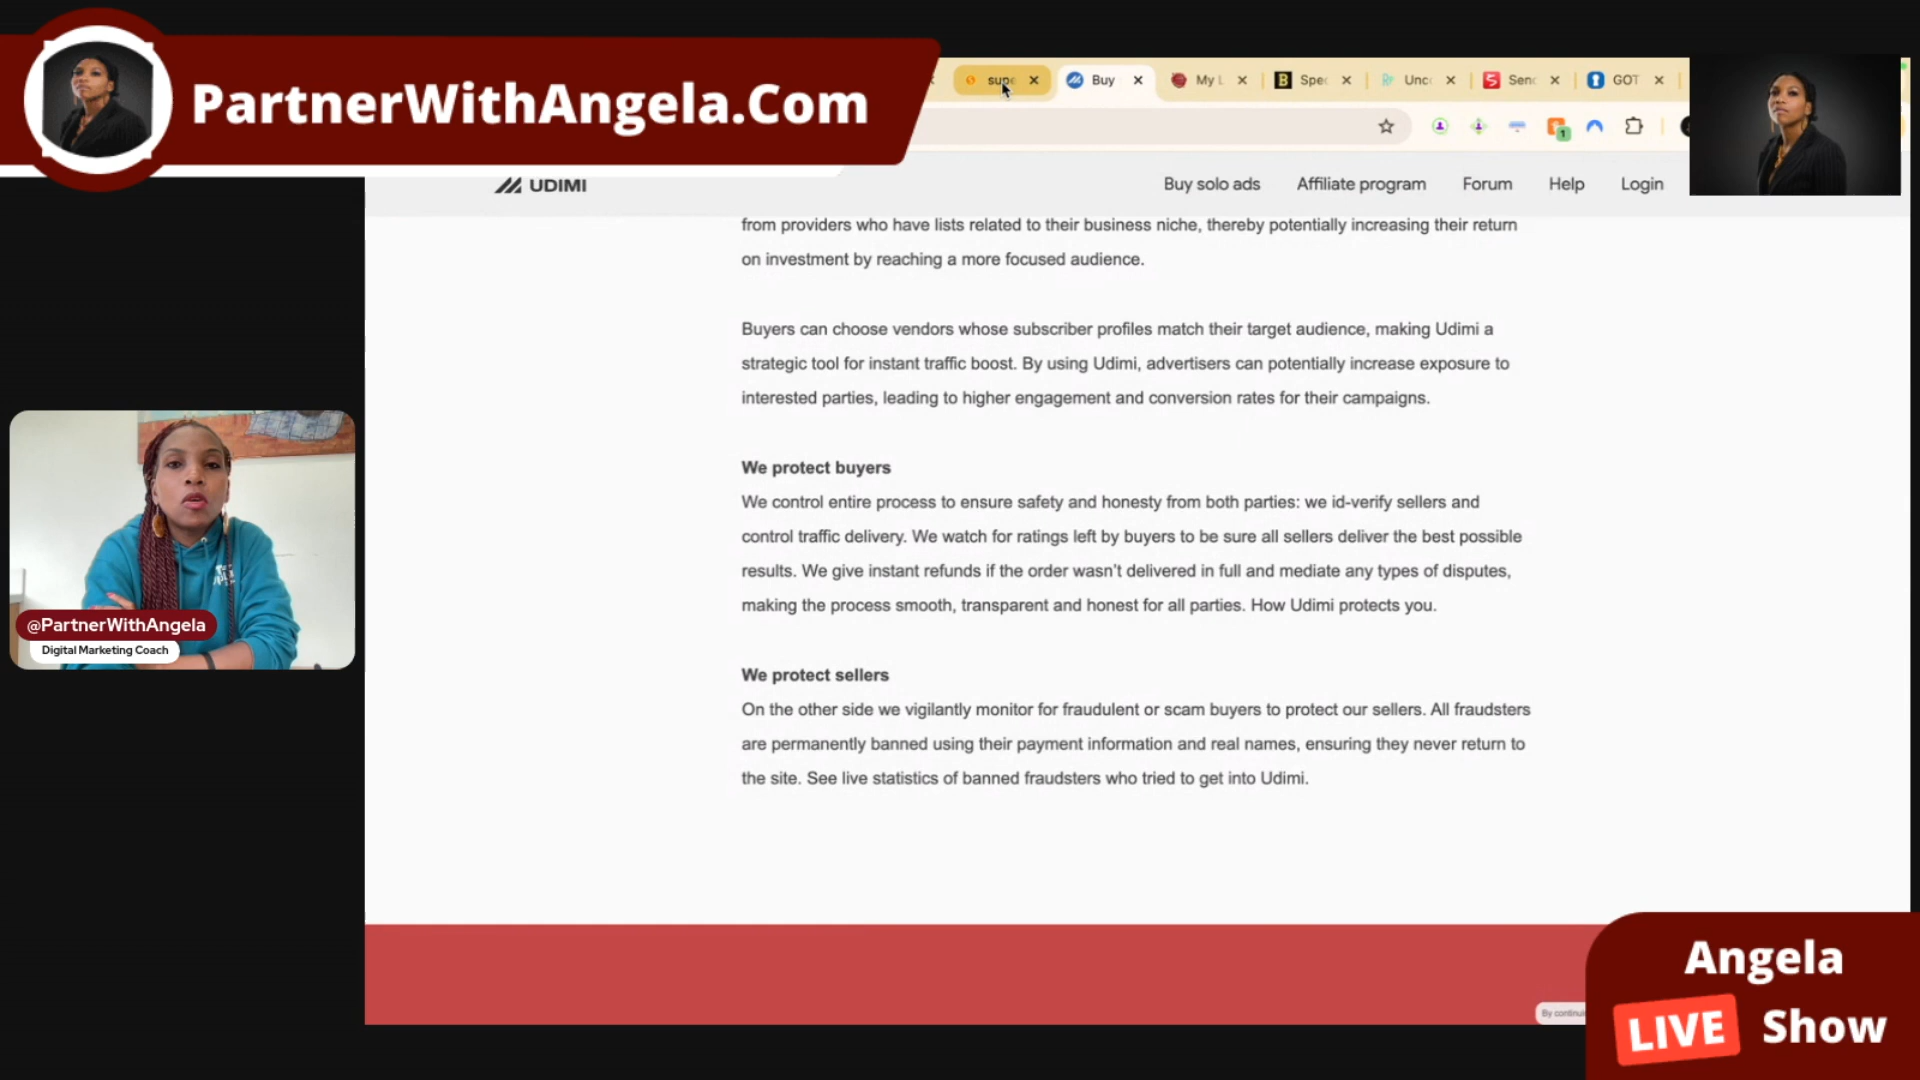 PartnerWithAngela.Com
Buy
My L
Spec
Unc
Send
GOT
1
UDIMI
Buy solo ads
Affiliate program
Forum
Help
Login
from providers who have lists related to their business niche, thereby potentially increasing their return
on investment by reaching a more focused audience.
Buyers can choose vendors whose subscriber profiles match their target audience, making Udimi a
strategic tool for instant traffic boost. By using Udimi, advertisers can potentially increase exposure to
interested parties, leading to higher engagement and conversion rates for their campaigns.
We protect buyers
We control entire process to ensure safety and honesty from both parties: we id-verify sellers and
control traffic delivery. We watch for ratings left by buyers to be sure all sellers deliver the best possible
results. We give instant refunds if the order wasn't delivered in full and mediate any types of disputes,
making the process smooth, transparent and honest for all parties. How Udimi protects you.
We protect sellers
On the other side we vigilantly monitor for fraudulent or scam buyers to protect our sellers. All fraudsters
are permanently banned using their payment information and real names, ensuring they never return to
the site. See live statistics of banned fraudsters who tried to get into Udimi.
@PartnerWithAngela
Digital Marketing Coach
Angela
LIVE Show